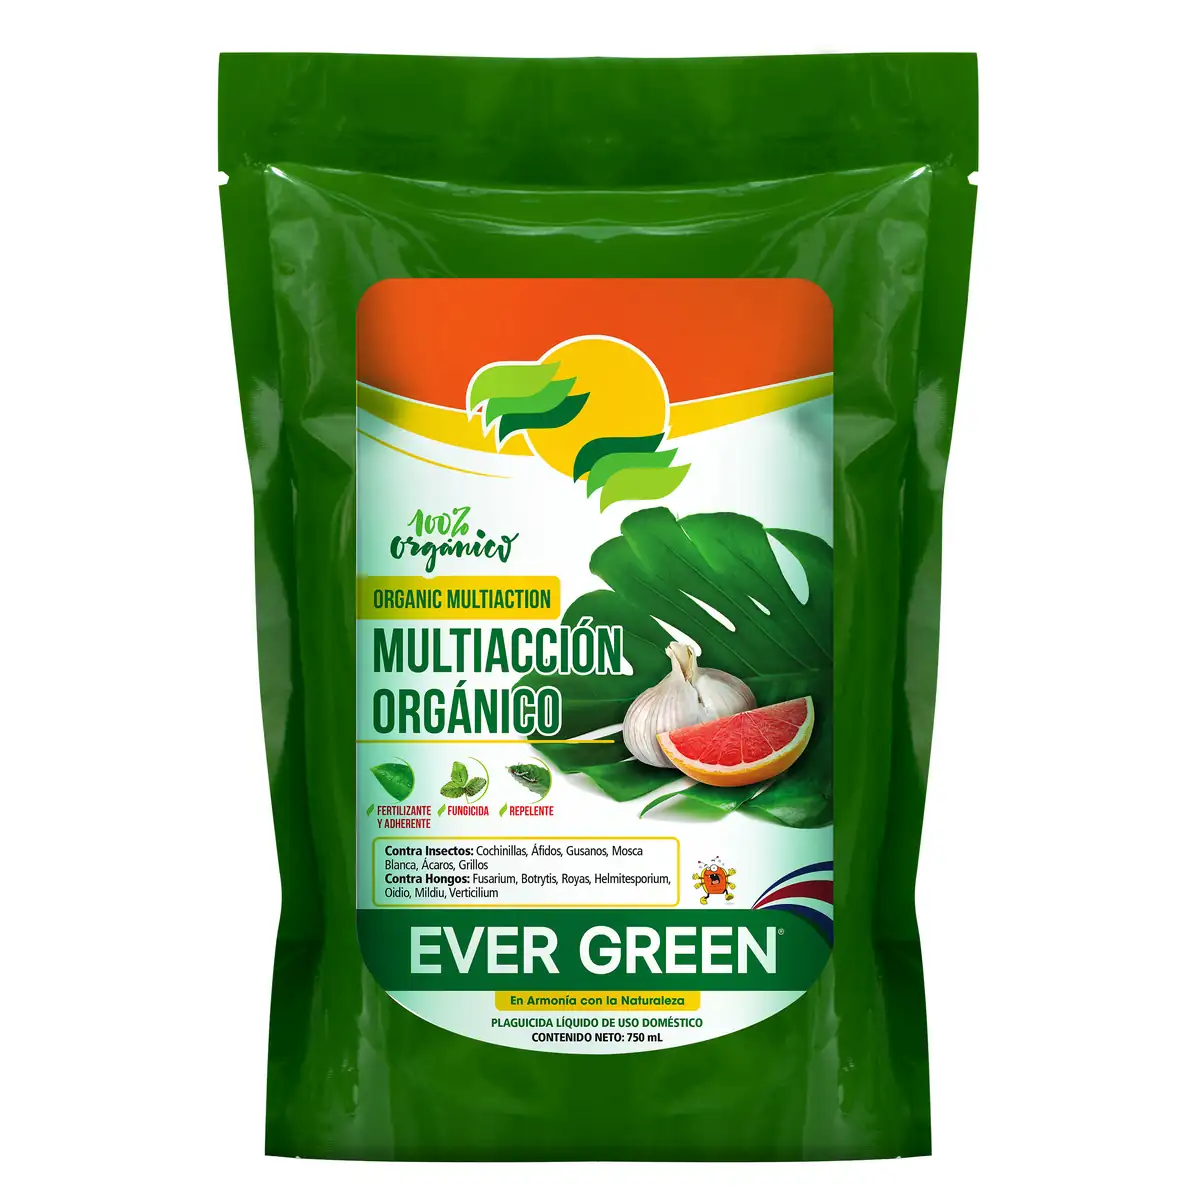 100%
orgánico
ORGANIC MULTIACTION
MULTIACCIÓN
ORGÁNICO
FERTILIZANTE
Y ADHERENTE
FUNGICIDA
REPELENTE
Contra Insectos: Cochinillas, Áfidos, Gusanos, Mosca
Blanca, Ácaros, Grillos
Contra Hongos: Fusarium, Botrytis, Royas, Helmitesporium,
Oidio, Mildiu, Verticilium
EVER GREEN®
En Armonía con la Naturaleza
PLAGUICIDA LÍQUIDO DE USO DOMÉSTICO
CONTENIDO NETO: 750 mL